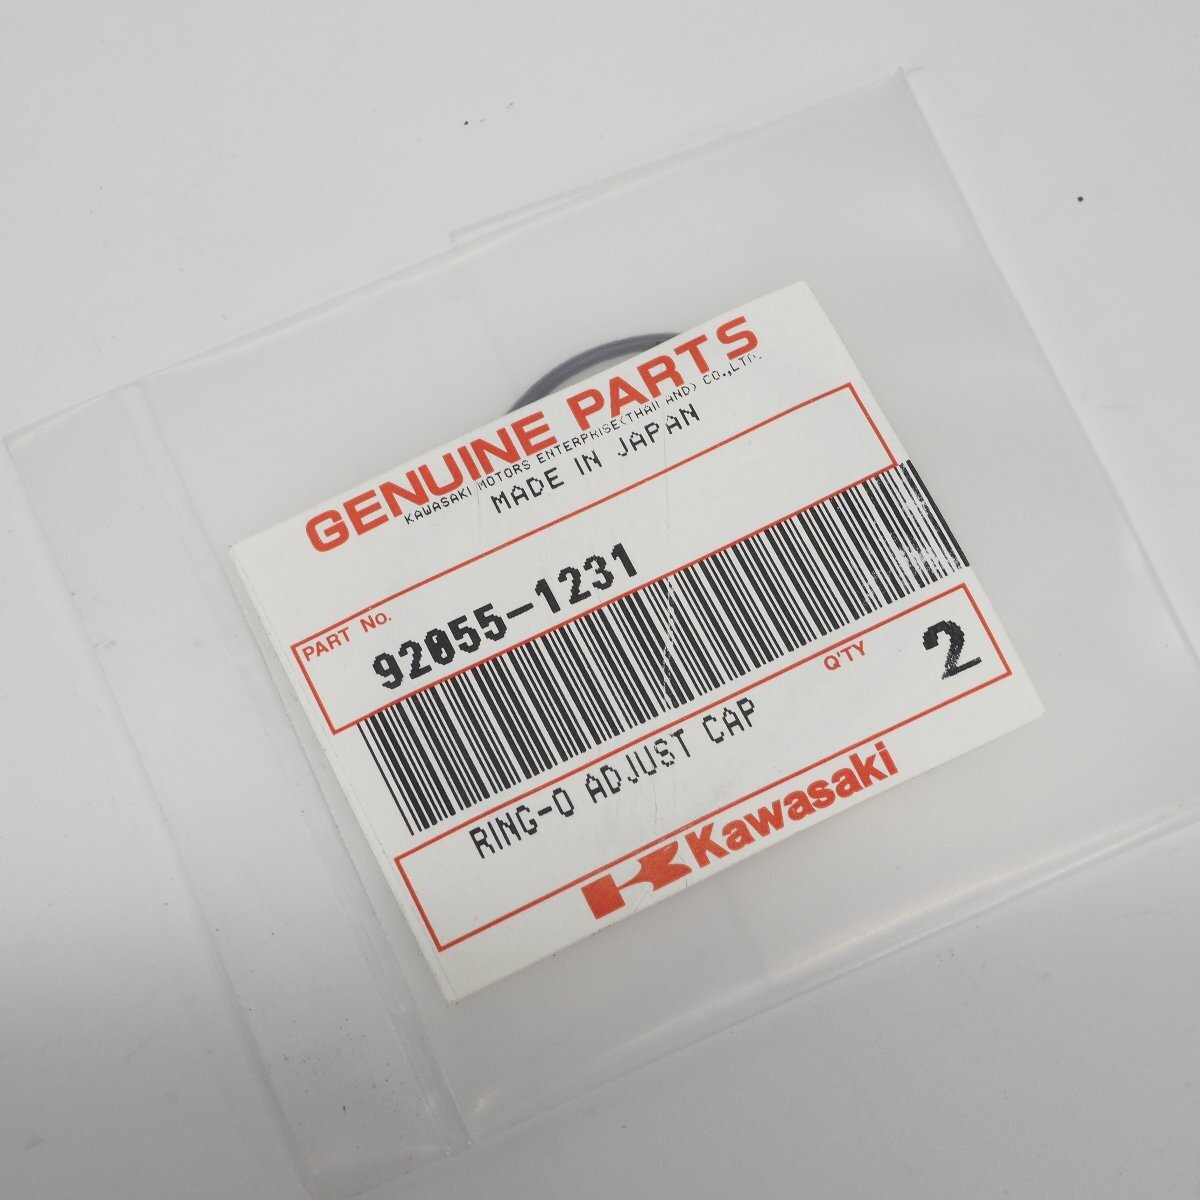 GENUINE PARTS
KAWASAKI MOTORS ENTERPRISE(THAILAND) CO.,LTD.
MADE IN JAPAN
PART No.
92055-1231
Q'TY
2
RING-O ADJUST CAP
Kawasaki